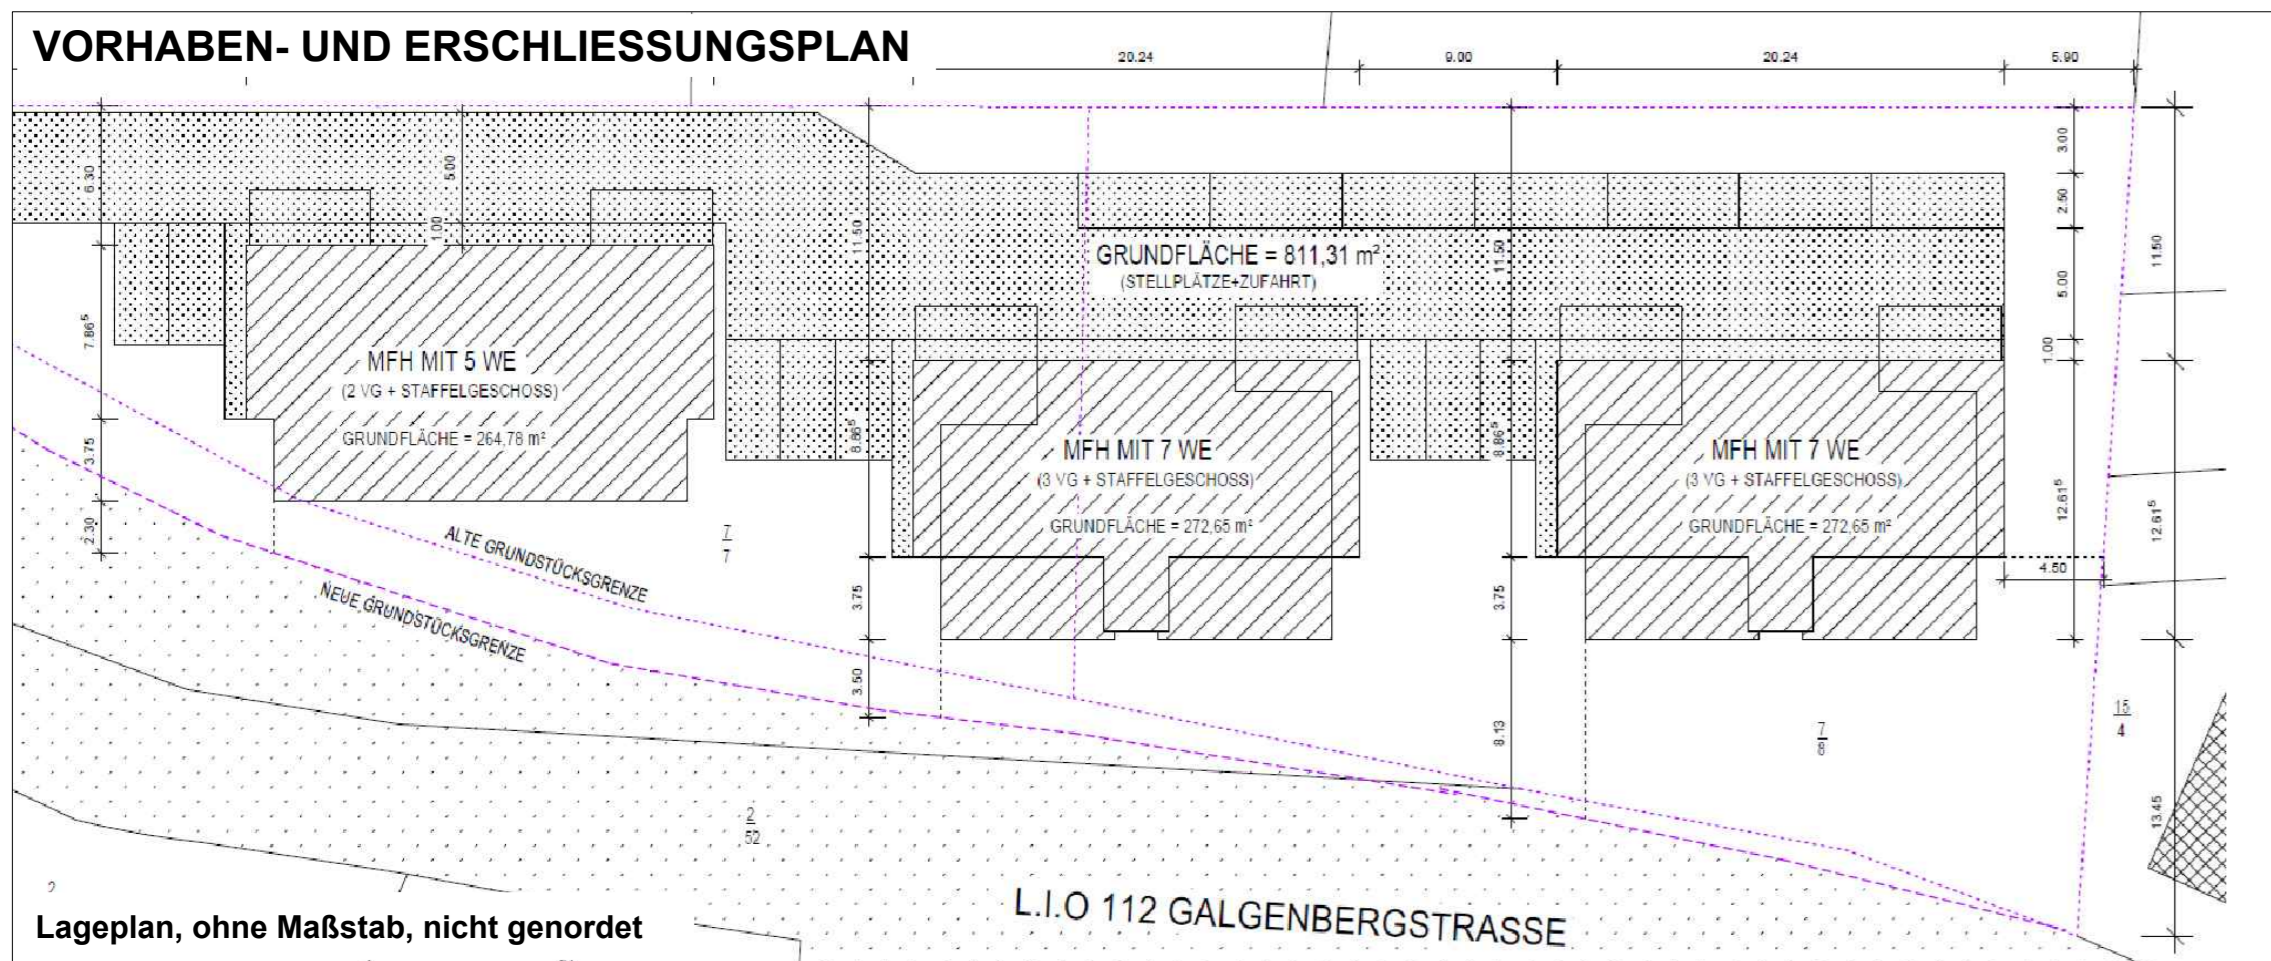 VORHABEN- UND ERSCHLIESSUNGSPLAN
20.24
9.00
20.24
5.90
6.30
5.00
1.00
11.50
11.50
3.00
2.50
5.00
1.00
11.50
GRUNDFLÄCHE = 811,31 m²
(STELLPLÄTZE+ZUFAHRT)
7.86⁵
3.75
2.30
MFH MIT 5 WE
(2 VG + STAFFELGESCHOSS)
GRUNDFLÄCHE = 264,78 m²
8.86⁵
3.75
3.50
MFH MIT 7 WE
(3 VG + STAFFELGESCHOSS)
GRUNDFLÄCHE = 272,65 m²
8.86⁵
3.75
8.13
MFH MIT 7 WE
(3 VG + STAFFELGESCHOSS)
GRUNDFLÄCHE = 272,65 m²
12.61⁵
12.61⁵
4.50
13.45
ALTE GRUNDSTÜCKSGRENZE
NEUE GRUNDSTÜCKSGRENZE
7
7
7
15
4
2
52
2
L.I.O 112 GALGENBERGSTRASSE
Lageplan, ohne Maßstab, nicht genordet